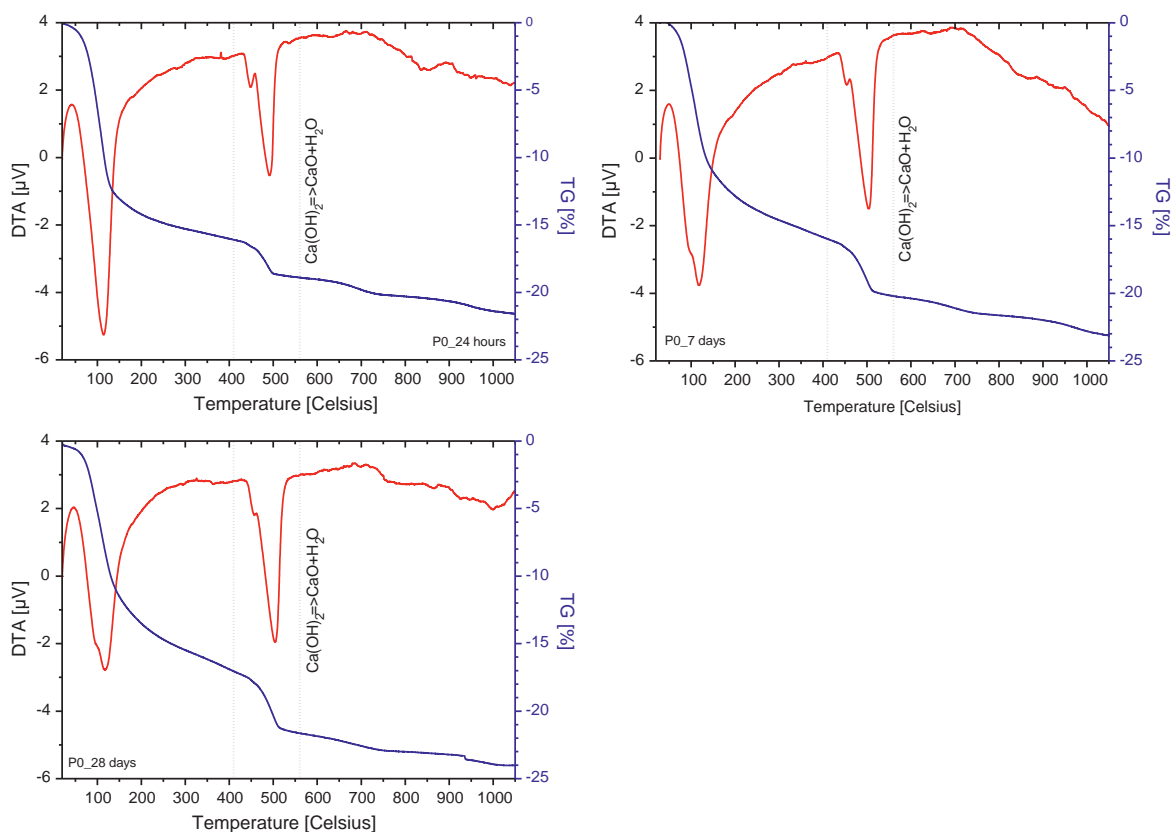 4
2
0
-2
-4
-6
DTA [µV]
0
-5
-10
-15
-20
-25
TG [%]
Ca(OH)₂=>CaO+H₂O
P0_24 hours
100 200 300 400 500 600 700 800 900 1000
Temperature [Celsius]
4
2
0
-2
-4
-6
DTA [µV]
0
-5
-10
-15
-20
-25
TG [%]
Ca(OH)₂=>CaO+H₂O
P0_7 days
100 200 300 400 500 600 700 800 900 1000
Temperature [Celsius]
4
2
0
-2
-4
-6
DTA [µV]
0
-5
-10
-15
-20
-25
TG [%]
Ca(OH)₂=>CaO+H₂O
P0_28 days
100 200 300 400 500 600 700 800 900 1000
Temperature [Celsius]